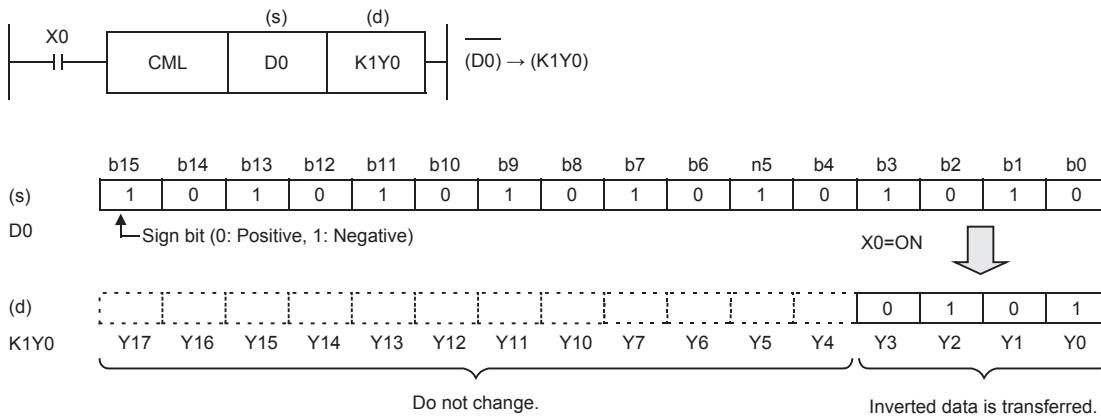 (s) (d)
X0 CML D0 K1Y0 (D0) → (K1Y0)
b15 b14 b13 b12 b11 b10 b9 b8 b7 b6 n5 b4 b3 b2 b1 b0
(s) 1 0 1 0 1 0 1 0 1 0 1 0 1 0 1 0
D0
Sign bit (0: Positive, 1: Negative)
X0=ON
(d) 0 1 0 1
K1Y0 Y17 Y16 Y15 Y14 Y13 Y12 Y11 Y10 Y7 Y6 Y5 Y4 Y3 Y2 Y1 Y0
Do not change. Inverted data is transferred.